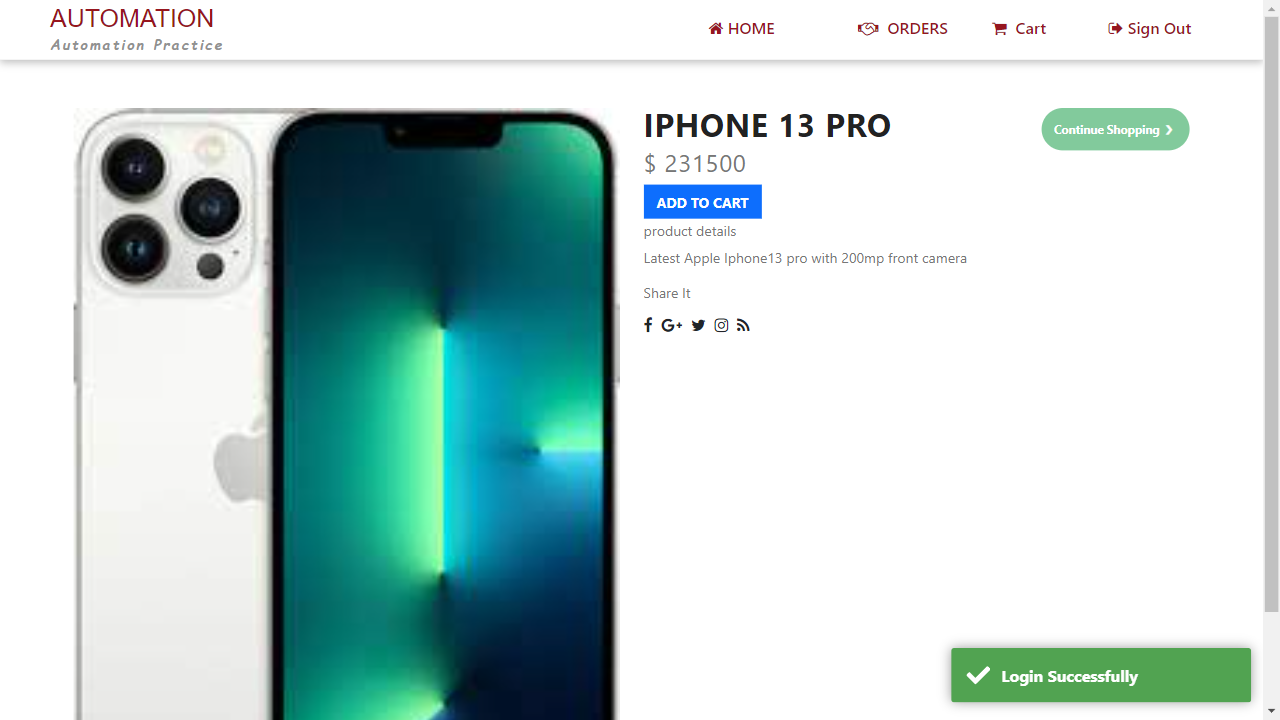 AUTOMATION
Automation Practice
HOME
ORDERS
Cart
Sign Out
IPHONE 13 PRO
Continue Shopping
$ 231500
ADD TO CART
product details
Latest Apple Iphone13 pro with 200mp front camera
Share It
Login Successfully